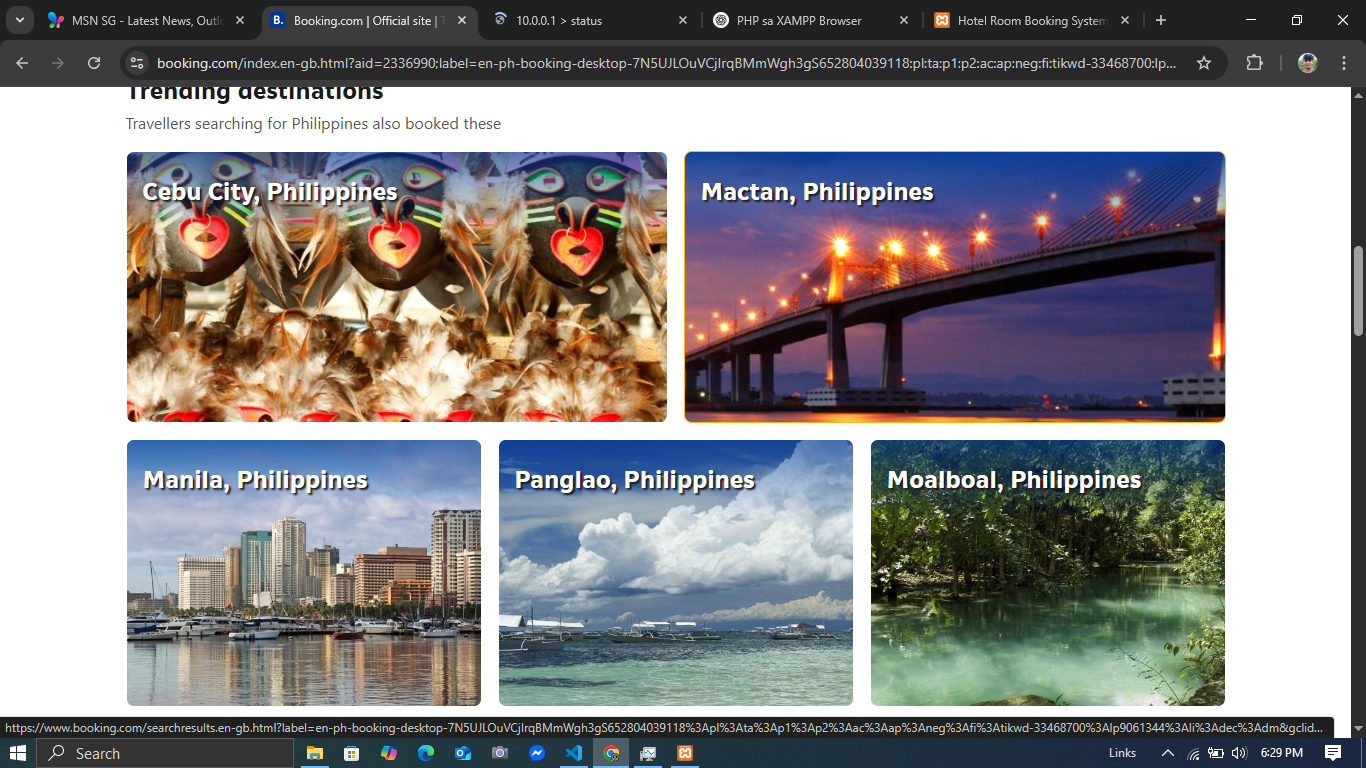 MSN SG - Latest News, Outl
Booking.com | Official site | T
10.0.0.1 > status
PHP sa XAMPP Browser
Hotel Room Booking System
booking.com/index.en-gb.html?aid=2336990;label=en-ph-booking-desktop-7N5UJLOuVCjIrqBMmWgh3gS652804039118:pl:ta:p1:p2:ac:ap:neg:fi:tikwd-33468700:lp...
Trending destinations
Travellers searching for Philippines also booked these
Cebu City, Philippines
Mactan, Philippines
Manila, Philippines
Panglao, Philippines
Moalboal, Philippines
https://www.booking.com/searchresults.en-gb.html?label=en-ph-booking-desktop-7N5UJLOuVCjIrqBMmWgh3gS652804039118%3Apl%3Ata%3Ap1%3Ap2%3Aac%3Aap%3Aneg%3Afi%3Atikwd-33468700%3Alp9061344%3Ali%3Adec%3Adm&gclid...
Search
Links
6:29 PM